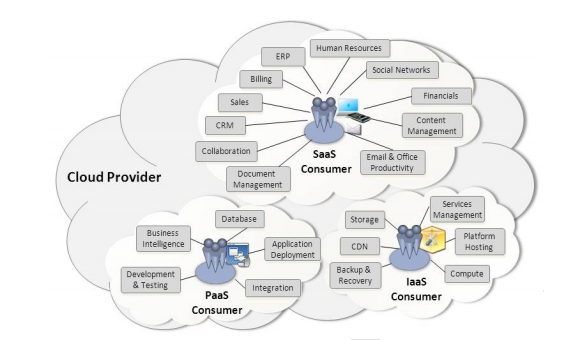 Human Resources
ERP
Social Networks
Billing
Financials
Sales
Content
Management
CRM
Collaboration
SaaS
Consumer
Email & Office
Productivity
Document
Management
Cloud Provider
Database
Business
Intelligence
Application
Deployment
Development
& Testing
Integration
PaaS
Consumer
Services
Management
Storage
Platform
Hosting
CDN
Backup &
Recovery
Compute
IaaS
Consumer